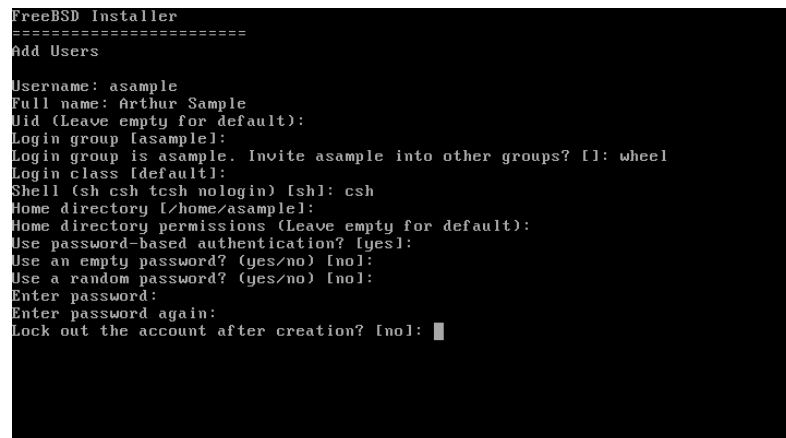 FreeBSD Installer
========================
Add Users
Username: asample
Full name: Arthur Sample
Uid (Leave empty for default):
Login group [asample]:
Login group is asample. Invite asample into other groups? []: wheel
Login class [default]:
Shell (sh csh tcsh nologin) [sh]: csh
Home directory [/home/asample]:
Home directory permissions (Leave empty for default):
Use password-based authentication? [yes]:
Use an empty password? (yes/no) [no]:
Use a random password? (yes/no) [no]:
Enter password:
Enter password again:
Lock out the account after creation? [no]: